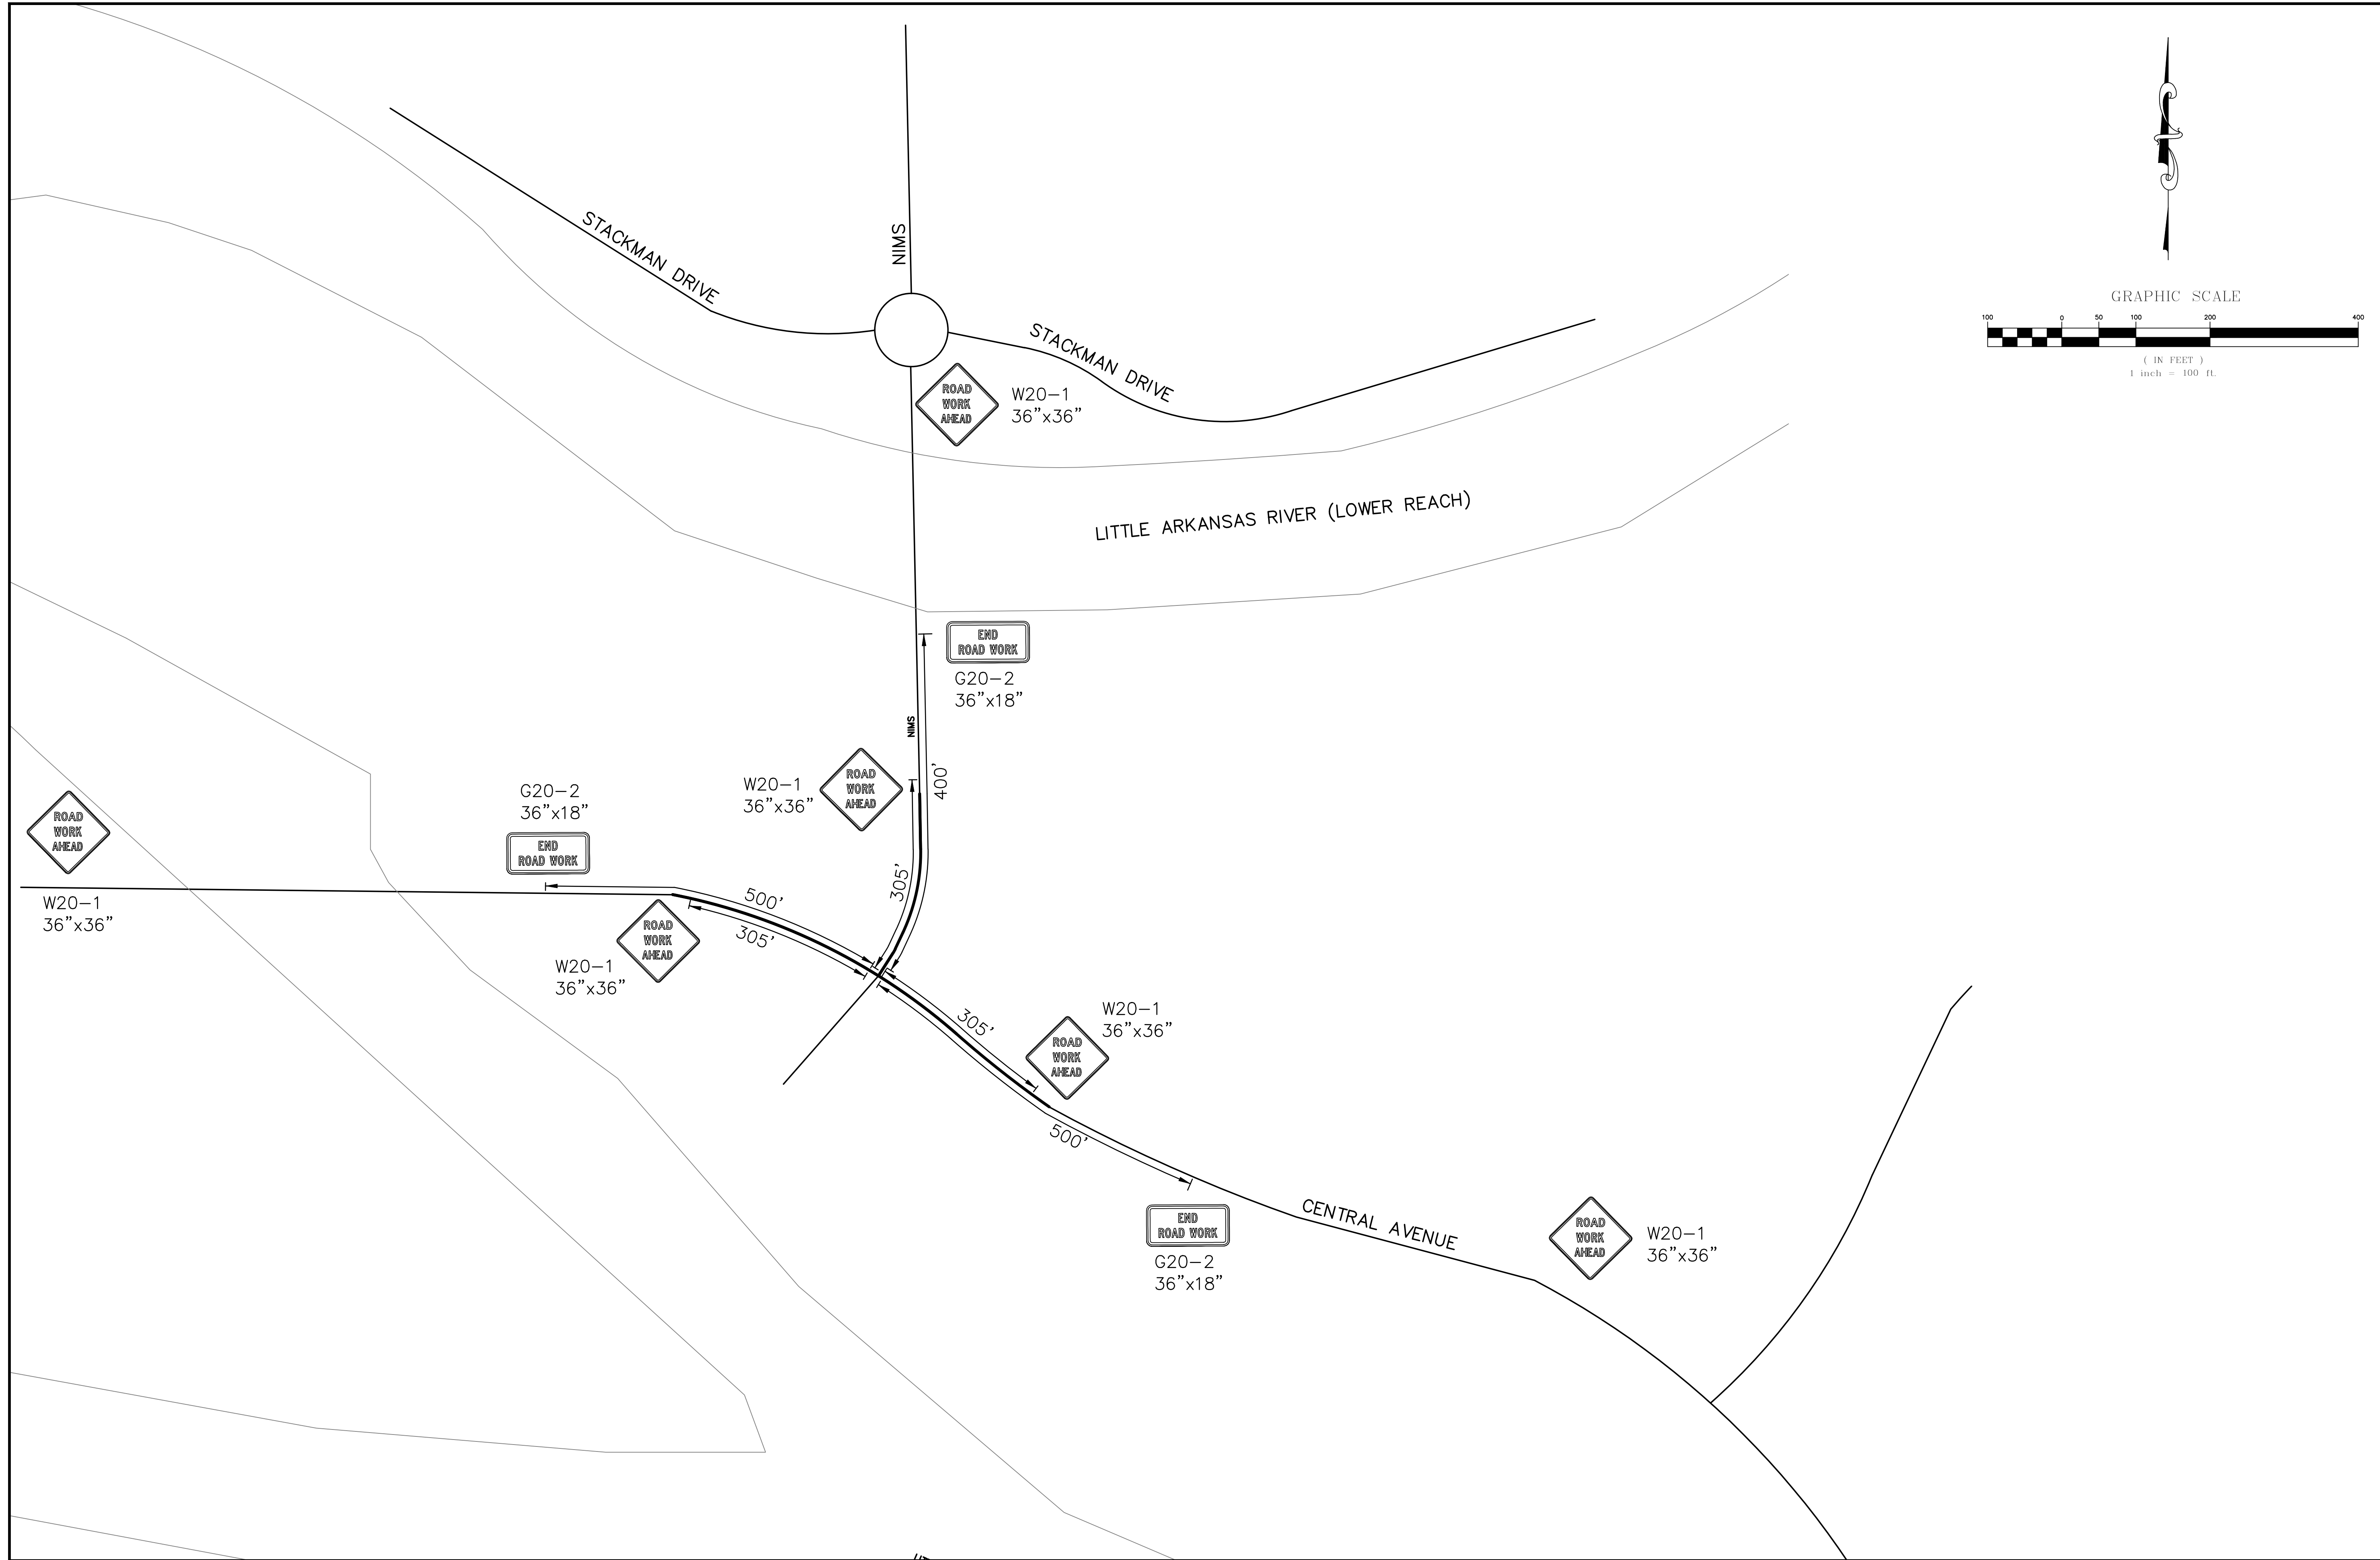 STACKMAN DRIVE
NIMS
STACKMAN DRIVE
GRAPHIC SCALE
100 0 50 100 200 400
( IN FEET )
1 inch = 100 ft.
ROAD
WORK
AHEAD
W20-1
36"x36"
LITTLE ARKANSAS RIVER (LOWER REACH)
END
ROAD WORK
G20-2
36"x18"
NIMS
400'
ROAD
WORK
AHEAD
W20-1
36"x36"
305'
G20-2
36"x18"
END
ROAD WORK
ROAD
WORK
AHEAD
W20-1
36"x36"
500'
305'
ROAD
WORK
AHEAD
W20-1
36"x36"
305'
W20-1
36"x36"
ROAD
WORK
AHEAD
500'
END
ROAD WORK
G20-2
36"x18"
CENTRAL AVENUE
ROAD
WORK
AHEAD
W20-1
36"x36"